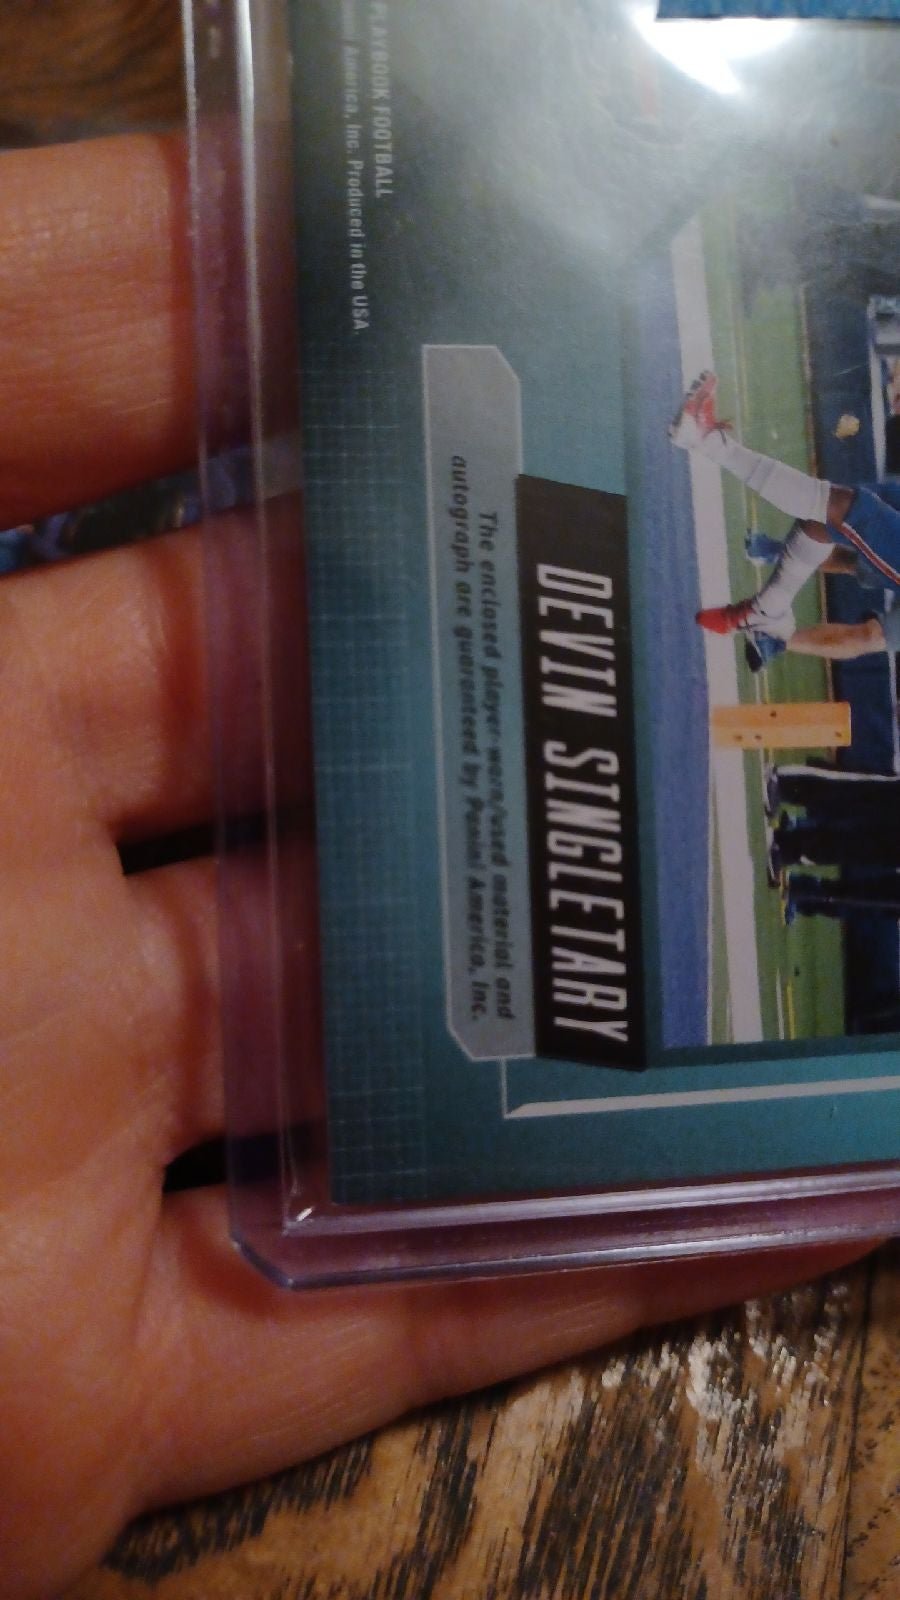 DEVIN SINGLETARY
The enclosed player-worn/used material and
autograph are guaranteed by Panini America, Inc.
PLAYBOOK FOOTBALL
America, Inc. Produced in the USA